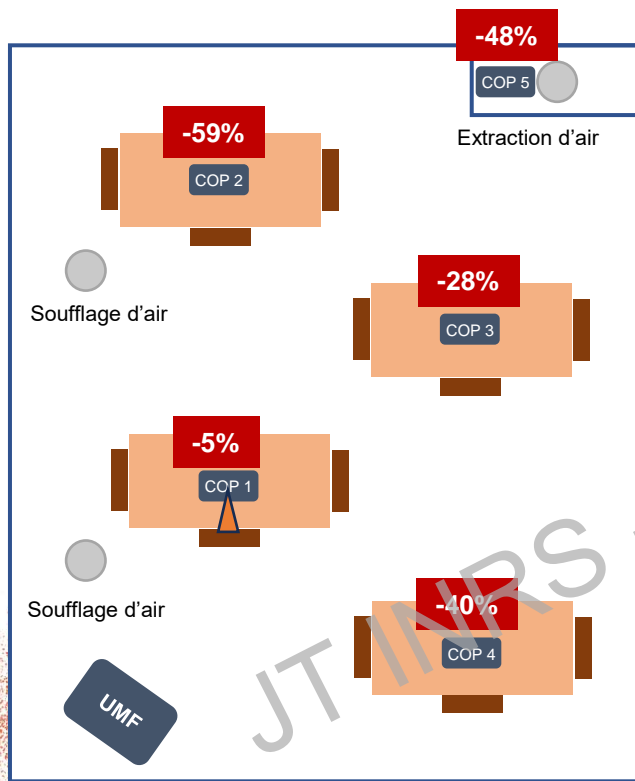 -48%
COP 5
Extraction d’air
-59%
COP 2
Soufflage d’air
-28%
COP 3
-5%
COP 1
Soufflage d’air
-40%
COP 4
UMF
JT INRS